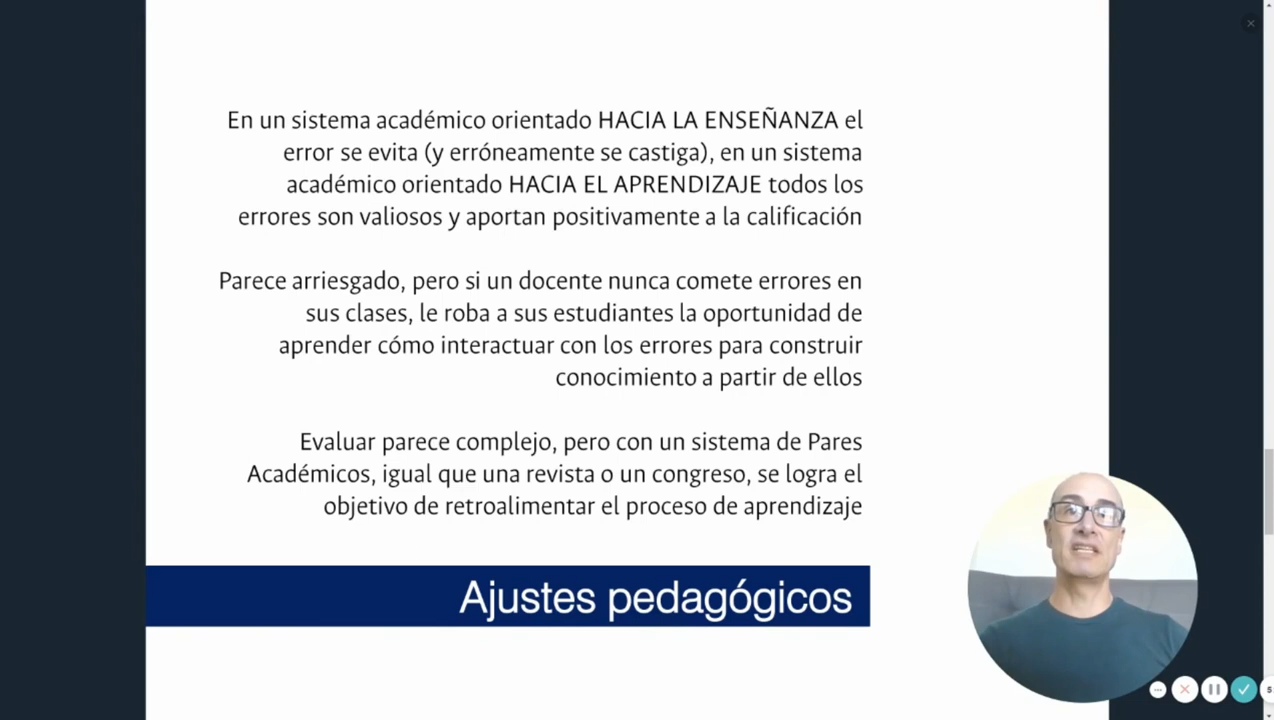 En un sistema académico orientado HACIA LA ENSEÑANZA el
error se evita (y erróneamente se castiga), en un sistema
académico orientado HACIA EL APRENDIZAJE todos los
errores son valiosos y aportan positivamente a la calificación
Parece arriesgado, pero si un docente nunca comete errores en
sus clases, le roba a sus estudiantes la oportunidad de
aprender cómo interactuar con los errores para construir
conocimiento a partir de ellos
Evaluar parece complejo, pero con un sistema de Pares
Académicos, igual que una revista o un congreso, se logra el
objetivo de retroalimentar el proceso de aprendizaje
Ajustes pedagógicos